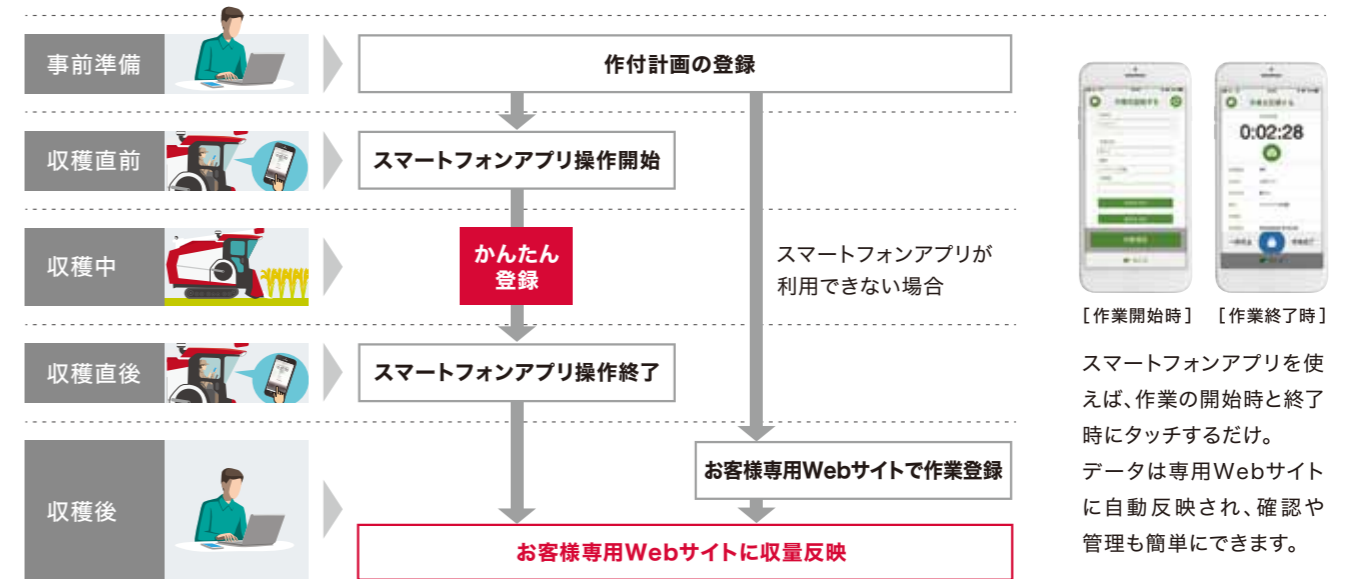 事前準備
作付計画の登録
収穫直前
スマートフォンアプリ操作開始
収穫中
かんたん
登録
スマートフォンアプリが
利用できない場合
収穫直後
スマートフォンアプリ操作終了
収穫後
お客様専用Webサイトで作業登録
お客様専用Webサイトに収量反映
0:02:28
[作業開始時]
[作業終了時]
スマートフォンアプリを使
えば、作業の開始時と終了
時にタッチするだけ。
データは専用Webサイト
に自動反映され、確認や
管理も簡単にできます。